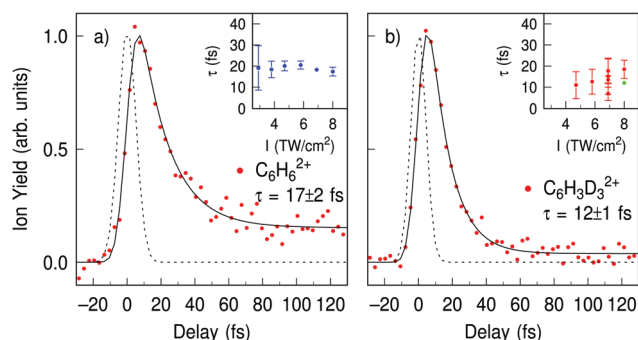 a)
Ion Yield (arb. units)
1.0
0.5
0.0
−20 0 20 40 60 80 100 120
Delay (fs)
τ (fs)
40
30
20
10
0
4 6 8
I (TW/cm²)
C₆H₆²⁺
τ = 17±2 fs
b)
−20 0 20 40 60 80 100 120
Delay (fs)
τ (fs)
40
30
20
10
0
4 6 8
I (TW/cm²)
C₆H₃D₃²⁺
τ = 12±1 fs